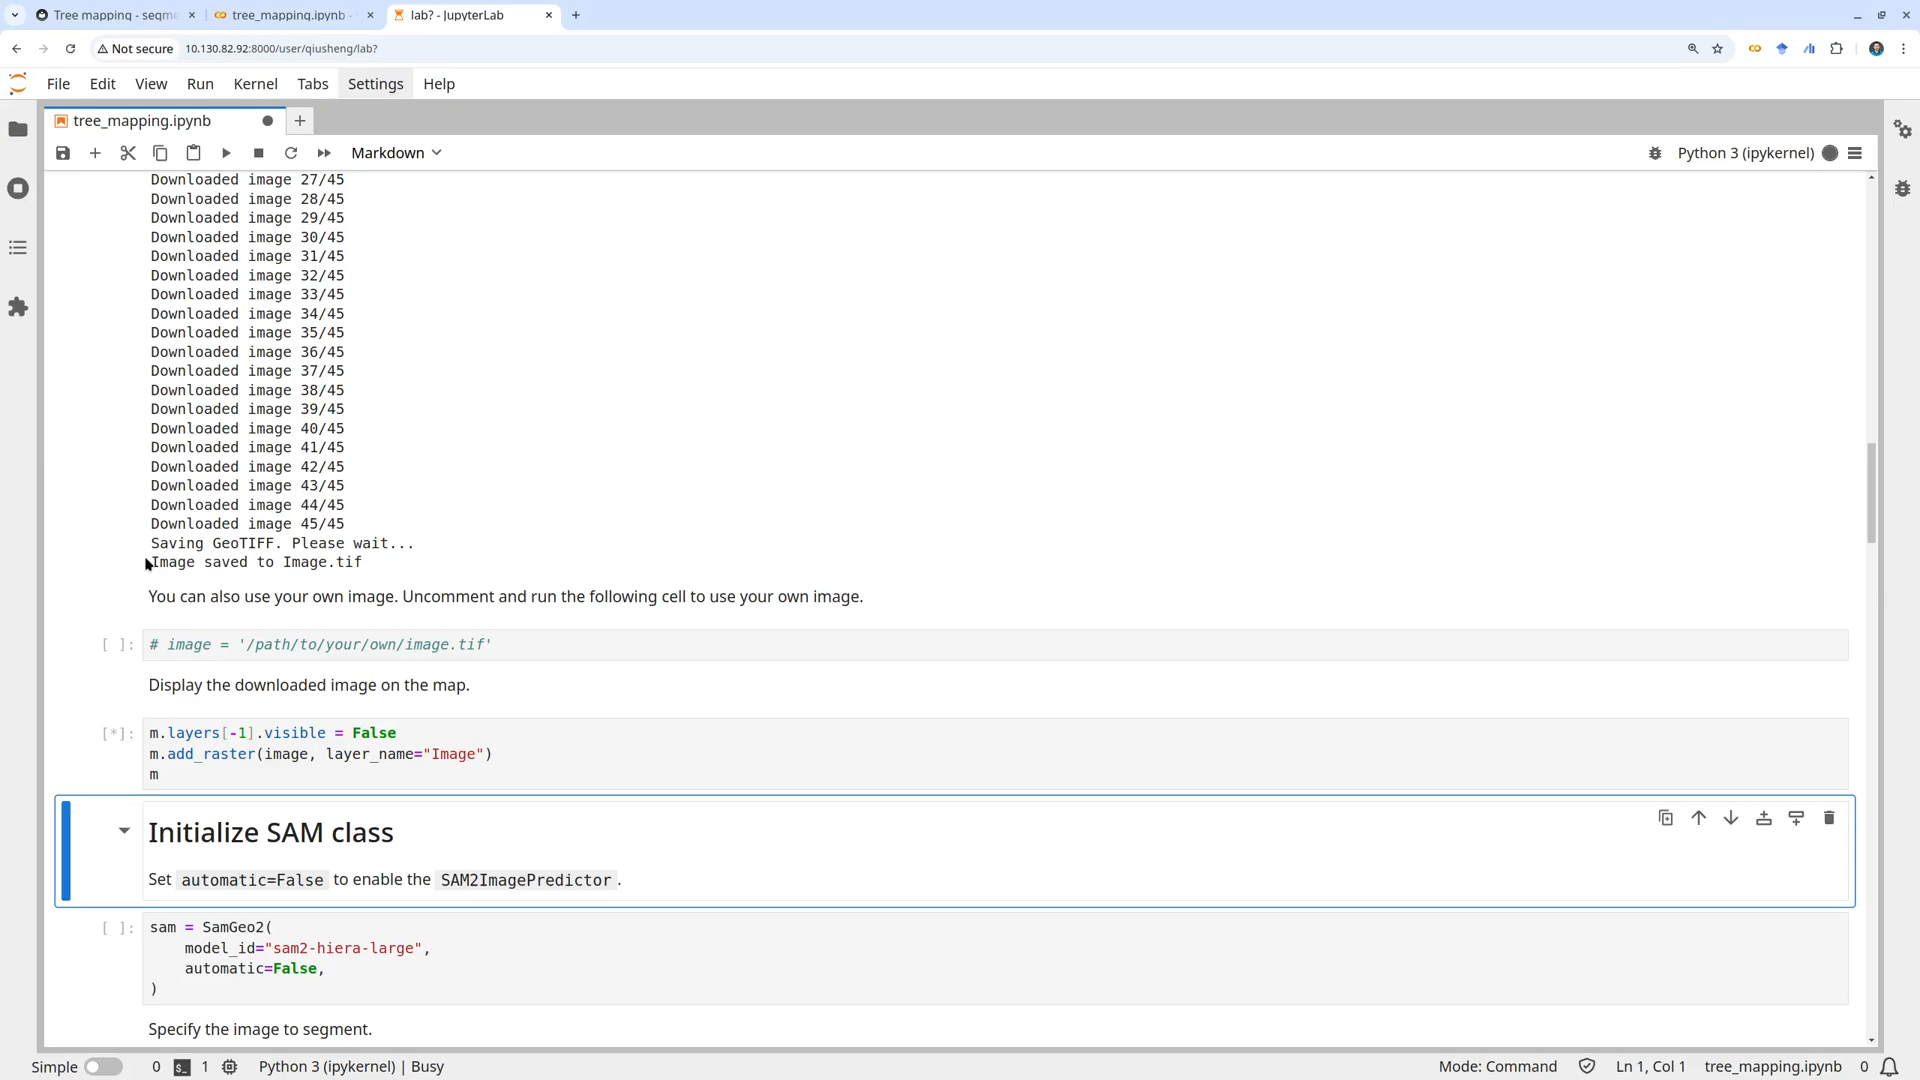 Tree mapping - segme
tree_mapping.ipynb -
lab? - JupyterLab
Not secure
10.130.82.92:8000/user/qiusheng/lab?
File
Edit
View
Run
Kernel
Tabs
Settings
Help
tree_mapping.ipynb
Markdown
Python 3 (ipykernel)
Downloaded image 27/45
Downloaded image 28/45
Downloaded image 29/45
Downloaded image 30/45
Downloaded image 31/45
Downloaded image 32/45
Downloaded image 33/45
Downloaded image 34/45
Downloaded image 35/45
Downloaded image 36/45
Downloaded image 37/45
Downloaded image 38/45
Downloaded image 39/45
Downloaded image 40/45
Downloaded image 41/45
Downloaded image 42/45
Downloaded image 43/45
Downloaded image 44/45
Downloaded image 45/45
Saving GeoTIFF. Please wait...
Image saved to Image.tif
You can also use your own image. Uncomment and run the following cell to use your own image.
[ ]: # image = '/path/to/your/own/image.tif'
Display the downloaded image on the map.
[*]: m.layers[-1].visible = False
m.add_raster(image, layer_name="Image")
m
Initialize SAM class
Set automatic=False to enable the SAM2ImagePredictor.
[ ]: sam = SamGeo2(
model_id="sam2-hiera-large",
automatic=False,
)
Specify the image to segment.
Simple
0
1
Python 3 (ipykernel) | Busy
Mode: Command
Ln 1, Col 1
tree_mapping.ipynb
0